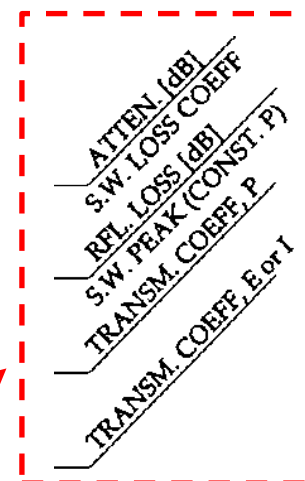 ATTEN. [dB]
S.W. LOSS COEFF
RFL. LOSS [dB]
S.W. PEAK (CONST. P)
TRANSM. COEFF, P
TRANSM. COEFF, E or I